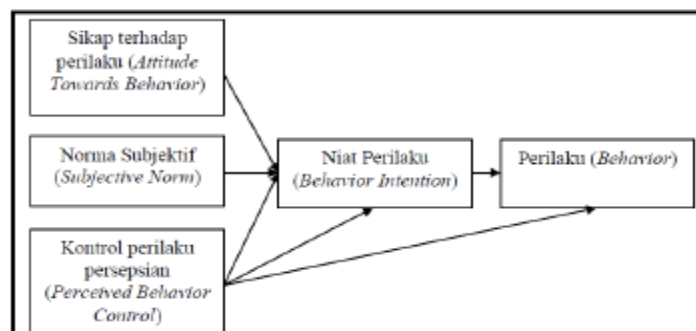 Sikap terhadap
perilaku (Attitude
Towards Behavior)
Norma Subjektif
(Subjective Norm)
Kontrol perilaku
persepsian
(Perceived Behavior
Control)
Niat Perilaku
(Behavior Intention)
Perilaku (Behavior)